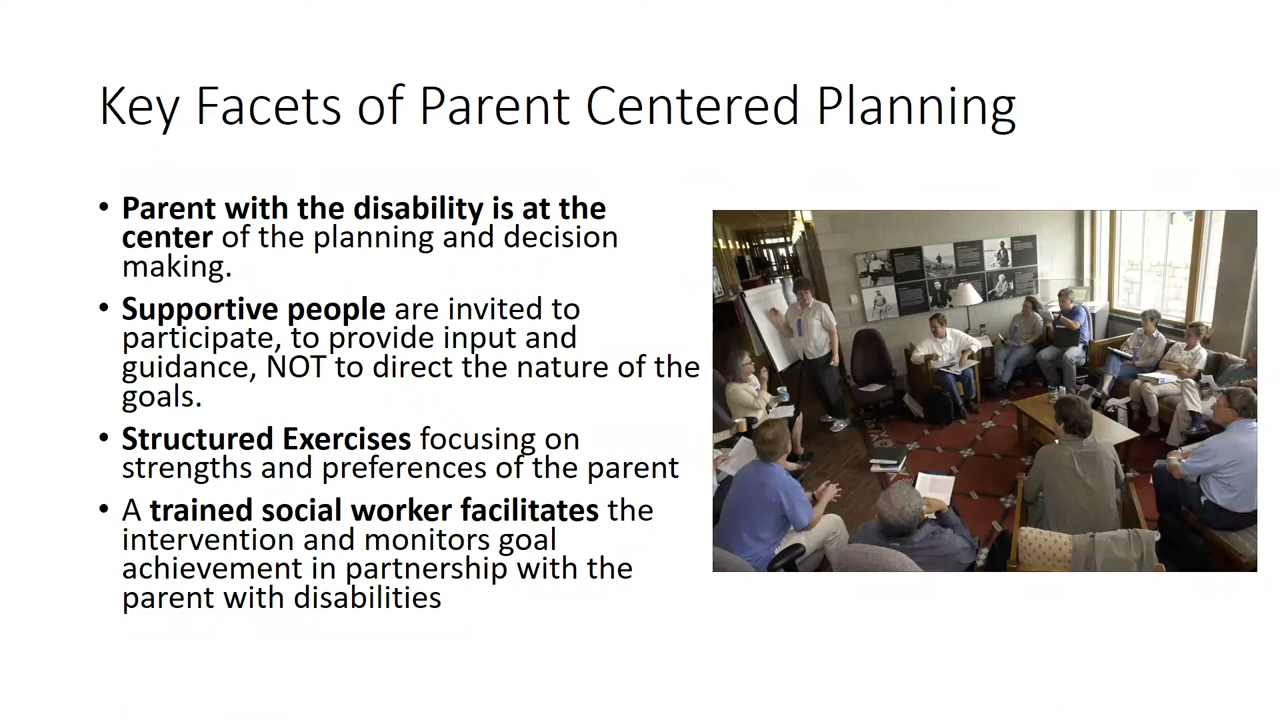 Key Facets of Parent Centered Planning
• Parent with the disability is at the
center of the planning and decision
making.
• Supportive people are invited to
participate, to provide input and
guidance, NOT to direct the nature of the
goals.
• Structured Exercises focusing on
strengths and preferences of the parent
• A trained social worker facilitates the
intervention and monitors goal
achievement in partnership with the
parent with disabilities